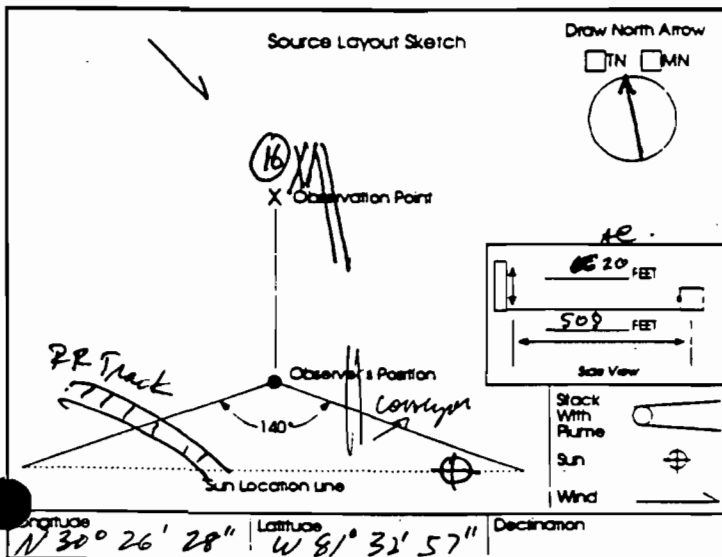 Source Layout Sketch
Draw North Arrow
TN MN
16
X Observation Point
20 FEET
508 FEET
Side View
RR Track
Observer's Position
140°
Conveyor
Sun Location Line
Stack
With
Plume
Sun
Wind
Longitude
Latitude
Declination
N 30° 26' 28"
W 81° 32' 57"